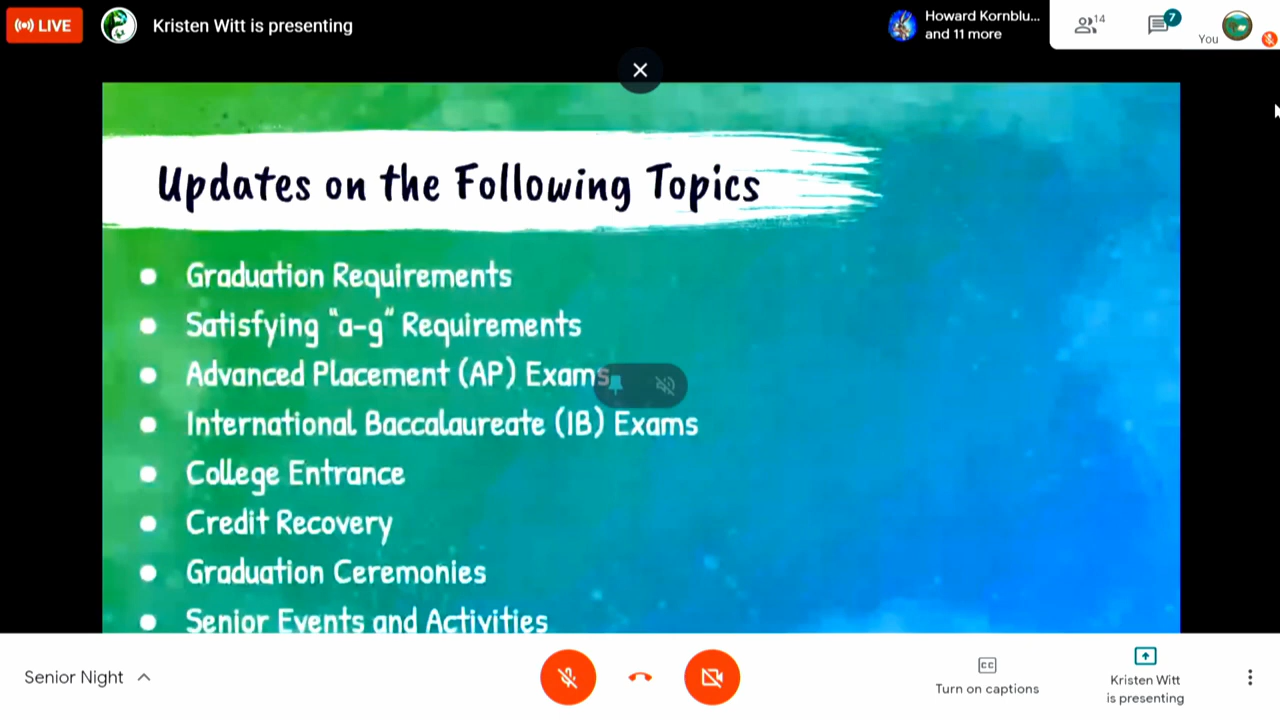 LIVE
Kristen Witt is presenting
Howard Kornblu...
and 11 more
14
7
You
Updates on the Following Topics
Graduation Requirements
Satisfying "a-g" Requirements
Advanced Placement (AP) Exams
International Baccalaureate (IB) Exams
College Entrance
Credit Recovery
Graduation Ceremonies
Senior Events and Activities
Senior Night
CC
Turn on captions
Kristen Witt
is presenting